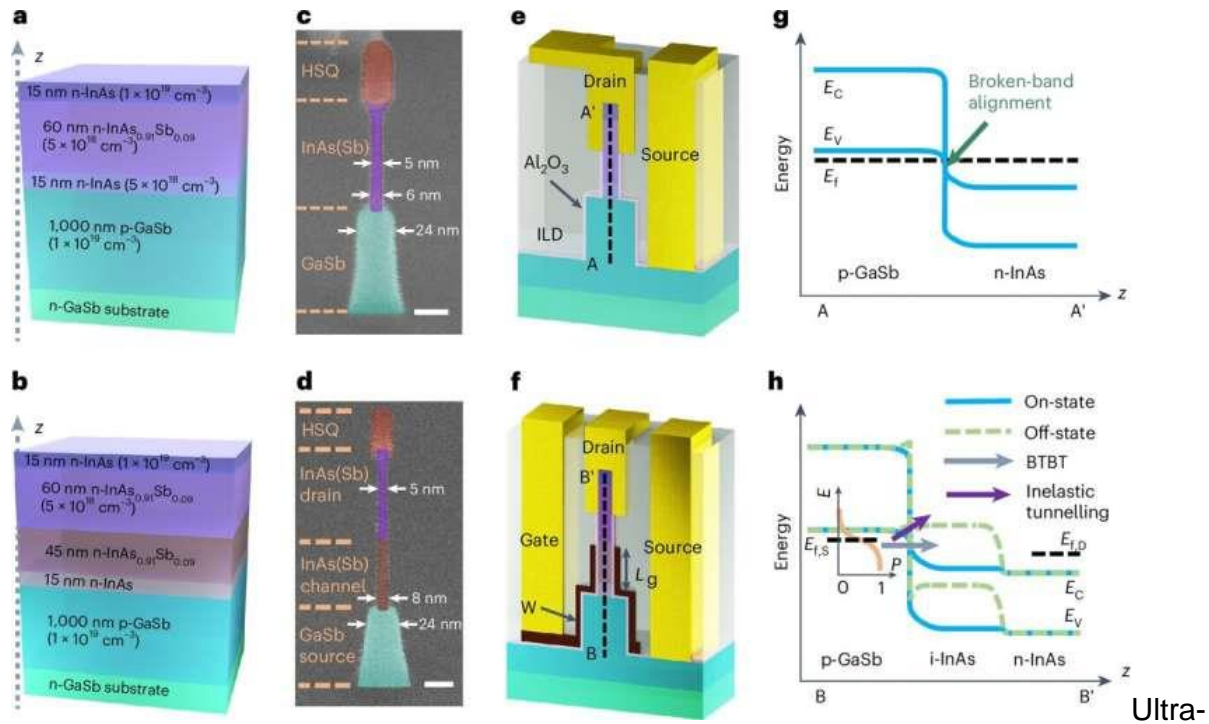 a
z
15 nm n-InAs (1 × 10¹⁹ cm⁻³)
60 nm n-InAs₀.₉₁Sb₀.₀₉
(5 × 10¹⁸ cm⁻³)
15 nm n-InAs (5 × 10¹⁸ cm⁻³)
1,000 nm p-GaSb
(1 × 10¹⁹ cm⁻³)
n-GaSb substrate
c
HSQ
InAs(Sb)
5 nm
6 nm
24 nm
GaSb
e
Drain
A'
Source
Al₂O₃
ILD
A
g
E_C
Broken-band
alignment
E_V
E_f
Energy
p-GaSb
n-InAs
z
A
A'
b
z
15 nm n-InAs (1 × 10¹⁹ cm⁻³)
60 nm n-InAs₀.₉₁Sb₀.₀₉
(5 × 10¹⁸ cm⁻³)
45 nm n-InAs₀.₉₁Sb₀.₀₉
15 nm n-InAs
1,000 nm p-GaSb
(1 × 10¹⁹ cm⁻³)
n-GaSb substrate
d
HSQ
InAs(Sb)
drain
5 nm
InAs(Sb)
channel
8 nm
24 nm
GaSb
source
f
Drain
B'
Gate
Source
L_g
W
B
h
On-state
Off-state
BTBT
Inelastic
tunnelling
E
E_f,S
P
0
1
E_f,D
E_C
E_V
Energy
p-GaSb
i-InAs
n-InAs
z
B
B'
Ultra-